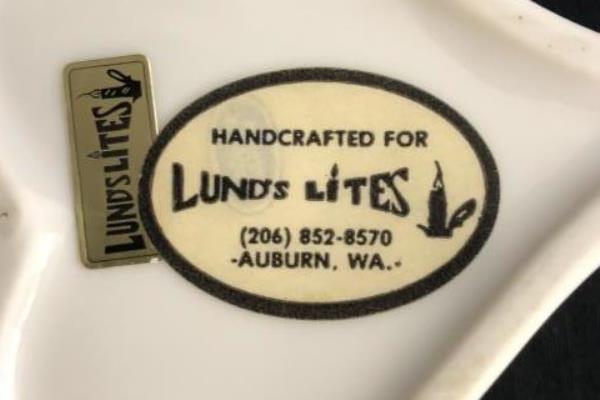 LUND'S LITES
HANDCRAFTED FOR
LUND'S LiTES
(206) 852-8570
-AUBURN, WA.-